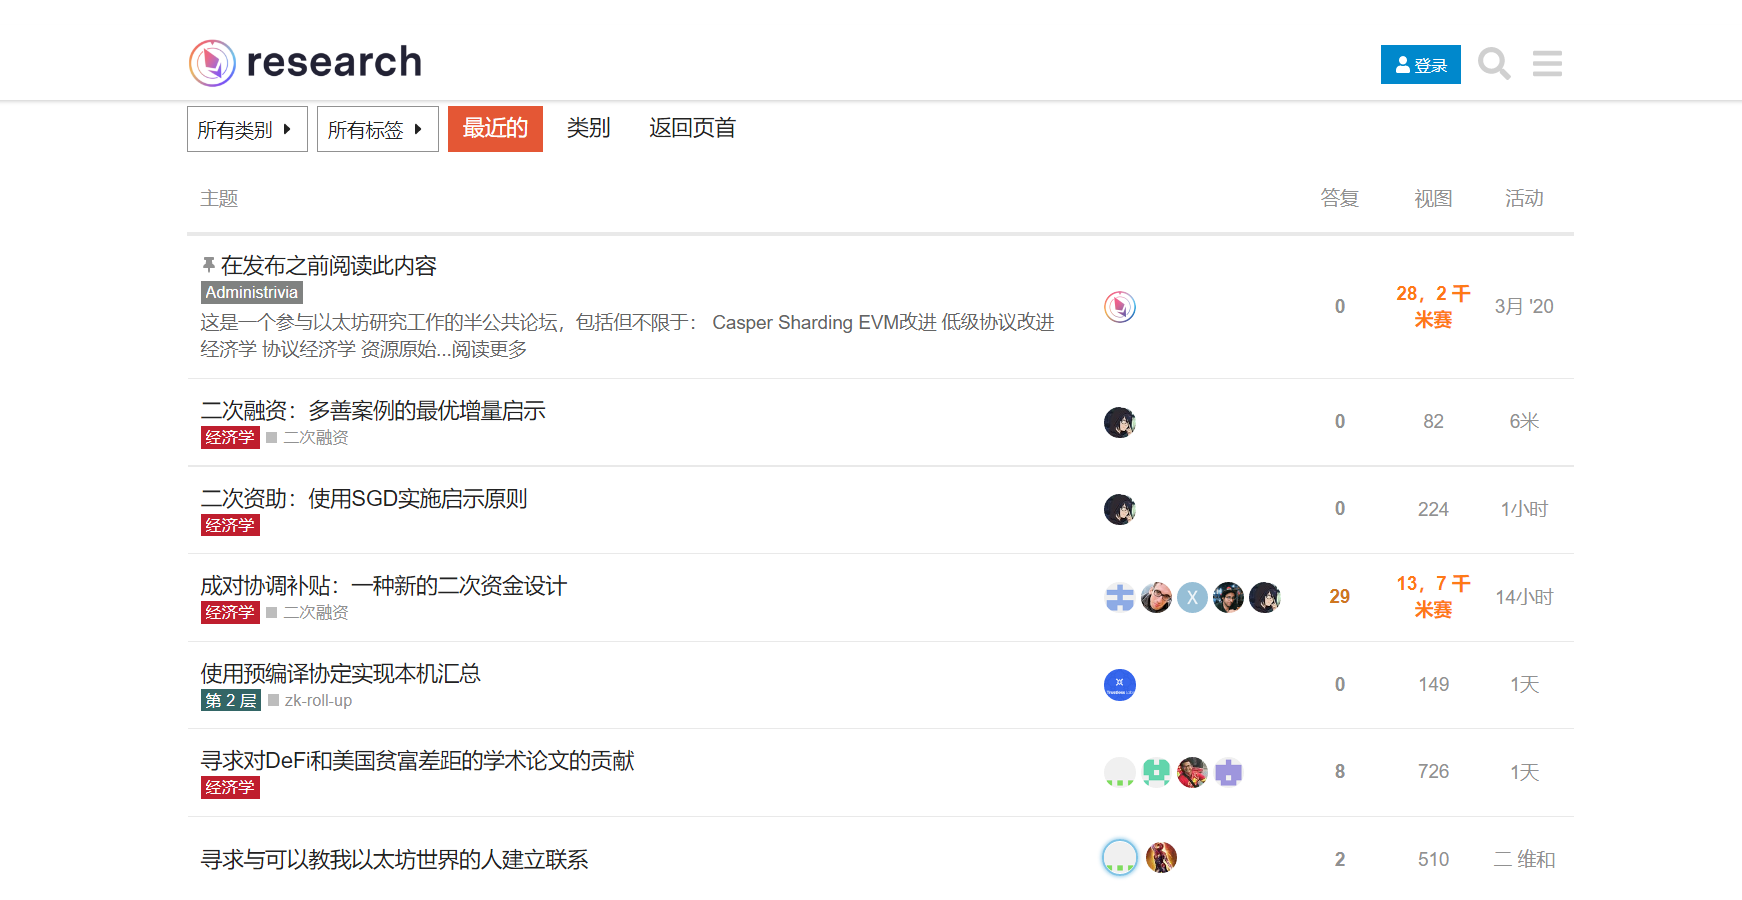 research
登录
所有类别 所有标签 最近的 类别 返回页首
主题 答复 视图 活动
在发布之前阅读此内容
Administrivia
这是一个参与以太坊研究工作的半公共论坛，包括但不限于： Casper Sharding EVM改进 低级协议改进
经济学 协议经济学 资源原始...阅读更多
0
28，2 千
米赛
3月 '20
二次融资：多善案例的最优增量启示
经济学 二次融资
0 82 6米
二次资助：使用SGD实施启示原则
经济学
0 224 1小时
成对协调补贴：一种新的二次资金设计
经济学 二次融资
X
29
13，7 千
米赛
14小时
使用预编译协定实现本机汇总
第 2 层 zk-roll-up
0 149 1天
寻求对DeFi和美国贫富差距的学术论文的贡献
经济学
8 726 1天
寻求与可以教我以太坊世界的人建立联系
2 510 二 维和